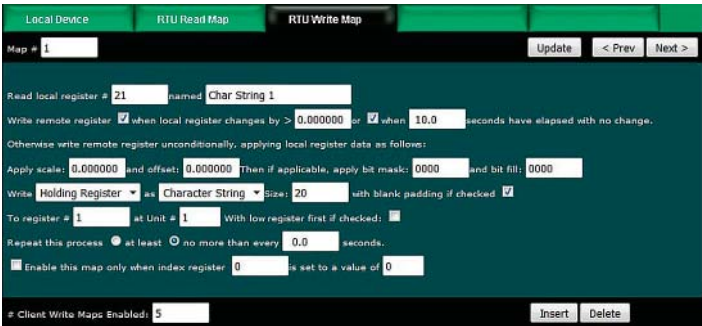 Local Device RTU Read Map RTU Write Map
Map # 1 Update < Prev Next >
Read local register # 21 named Char String 1
Write remote register when local register changes by > 0.000000 or when 10.0 seconds have elapsed with no change.
Otherwise write remote register unconditionally, applying local register data as follows:
Apply scale: 0.000000 and offset: 0.000000 Then if applicable, apply bit mask: 0000 and bit fill: 0000
Write Holding Register as Character String Size: 20 with blank padding if checked
To register # 1 at Unit # 1 With low register first if checked:
Repeat this process at least no more than every 0.0 seconds.
Enable this map only when index register 0 is set to a value of 0
# Client Write Maps Enabled: 5 Insert Delete